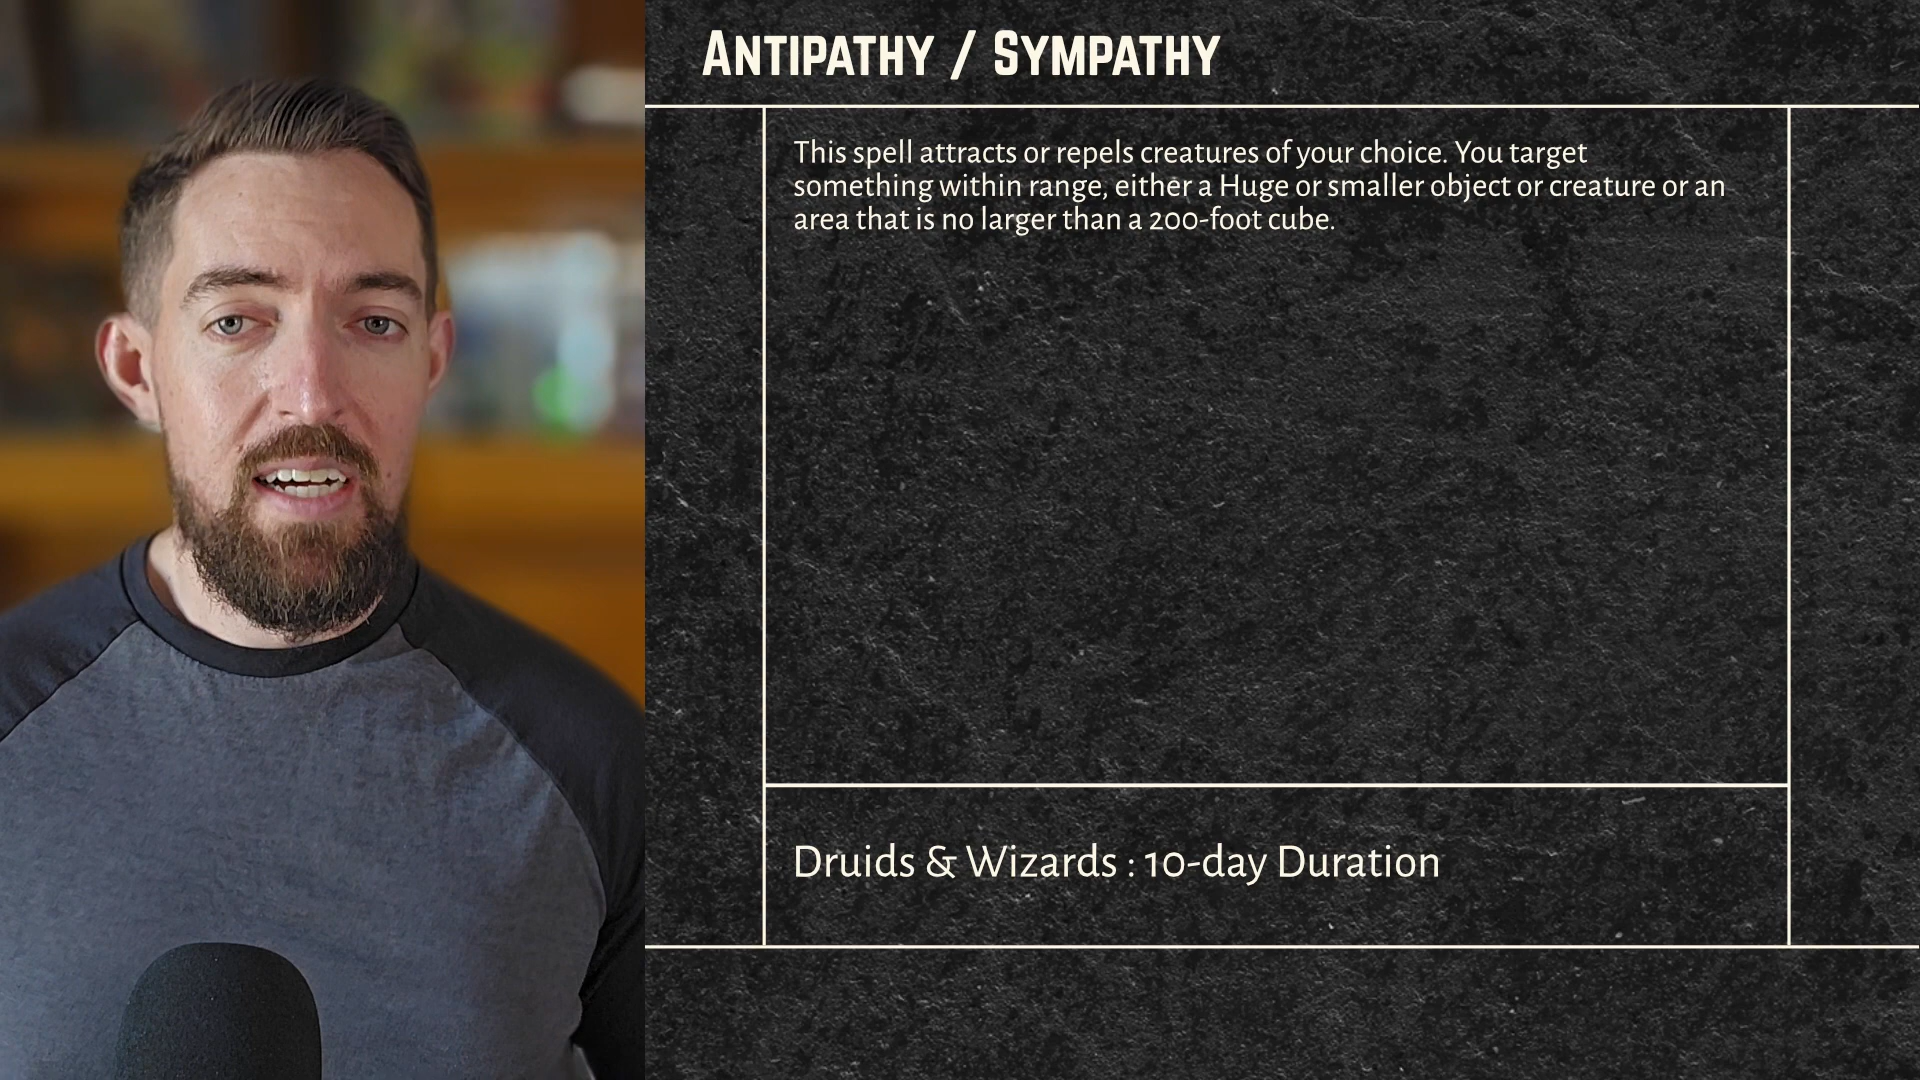 Antipathy / Sympathy
This spell attracts or repels creatures of your choice. You target
something within range, either a Huge or smaller object or creature or an
area that is no larger than a 200-foot cube.
Druids & Wizards : 10-day Duration